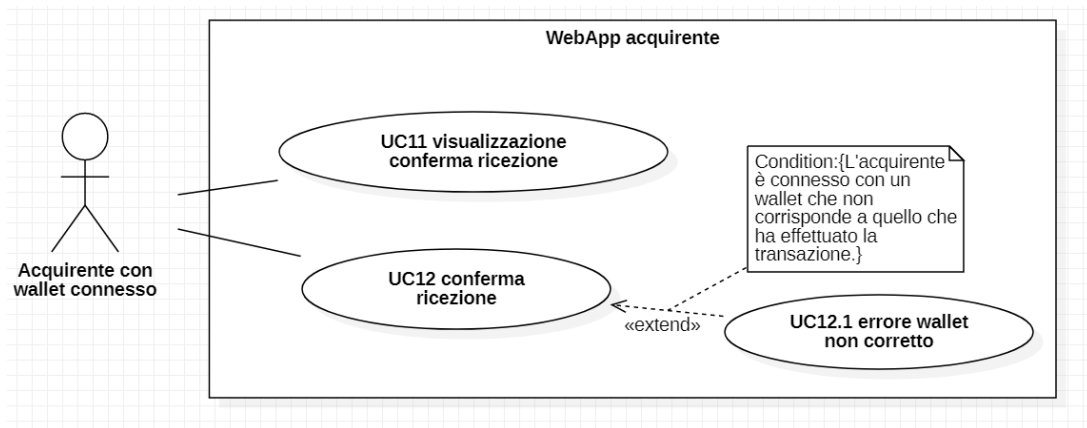 WebApp acquirente
UC11 visualizzazione
conferma ricezione
Condition:{L'acquirente
è connesso con un
wallet che non
corrisponde a quello che
ha effettuato la
transazione.}
Acquirente con
wallet connesso
UC12 conferma
ricezione
«extend»
UC12.1 errore wallet
non corretto